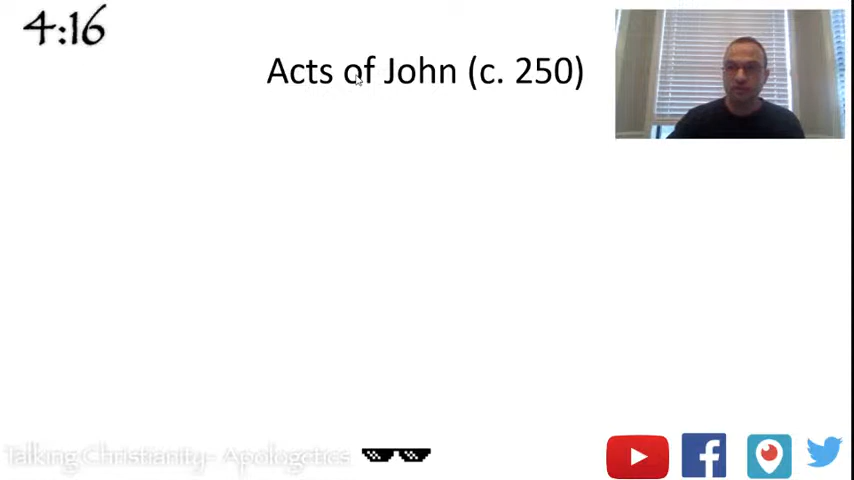 4:16
Acts of John (c. 250)
Talking Christianity - Apologetics